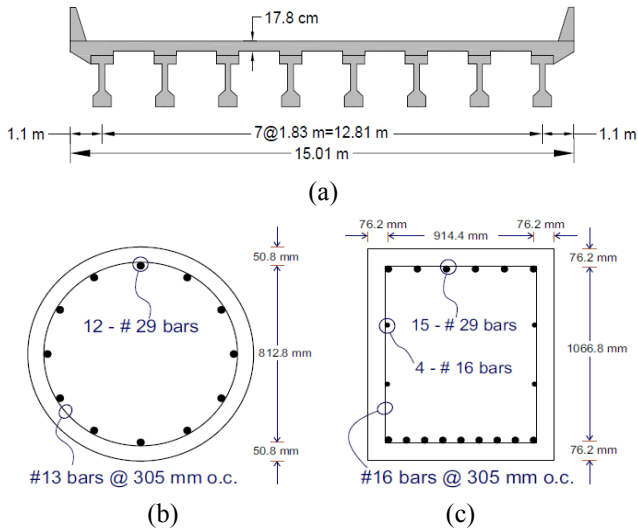 17.8 cm
1.1 m
7@1.83 m=12.81 m
1.1 m
15.01 m
(a)
76.2 mm
914.4 mm
76.2 mm
50.8 mm
76.2 mm
12 - # 29 bars
812.8 mm
15 - # 29 bars
4 - # 16 bars
1066.8 mm
50.8 mm
76.2 mm
#13 bars @ 305 mm o.c.
#16 bars @ 305 mm o.c.
(b)
(c)